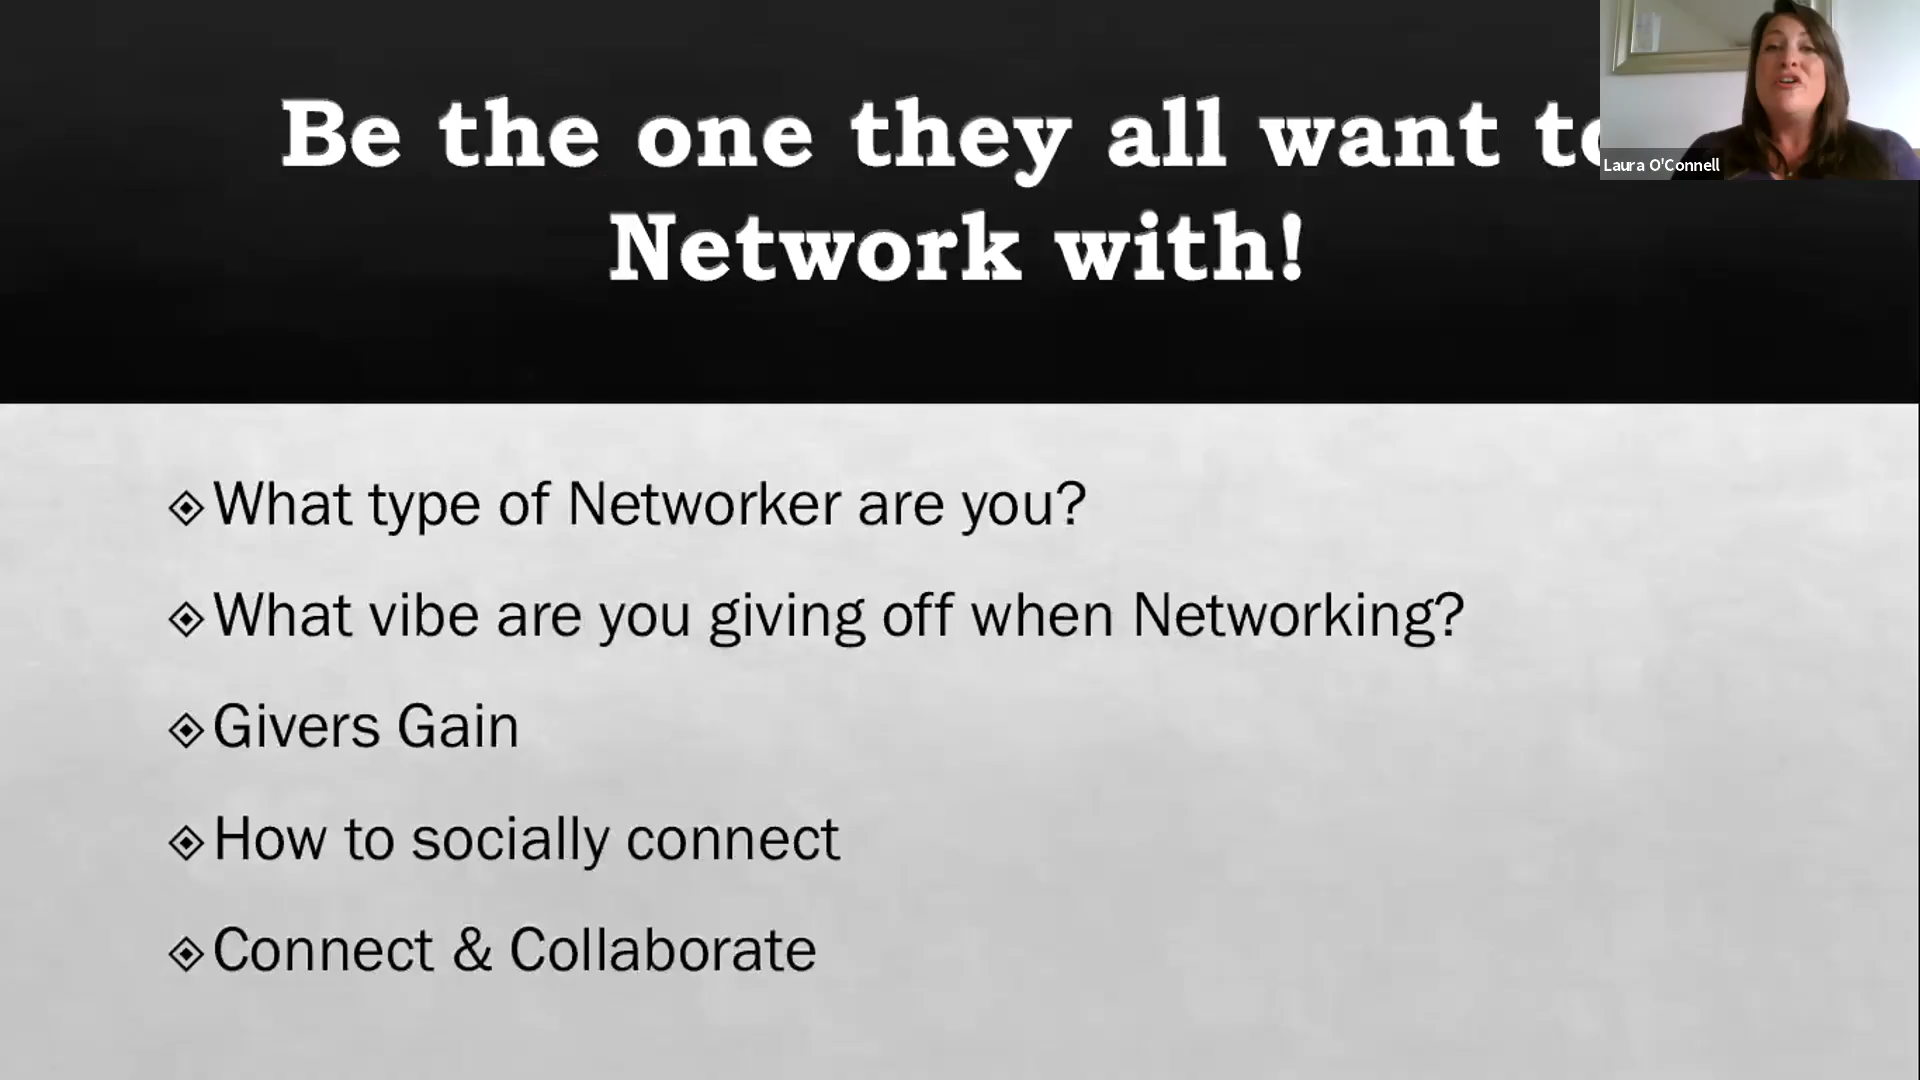 Be the one they all want to
Network with!
Laura O'Connell
What type of Networker are you?
What vibe are you giving off when Networking?
Givers Gain
How to socially connect
Connect & Collaborate